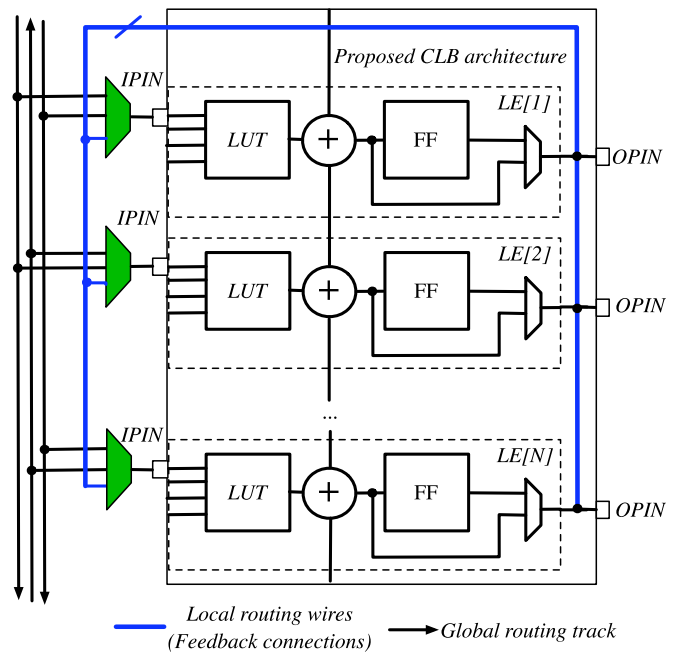 Proposed CLB architecture
IPIN
LE[1]
LUT
+
FF
OPIN
IPIN
LE[2]
LUT
+
FF
OPIN
...
IPIN
LE[N]
LUT
+
FF
OPIN
Local routing wires
(Feedback connections)
Global routing track